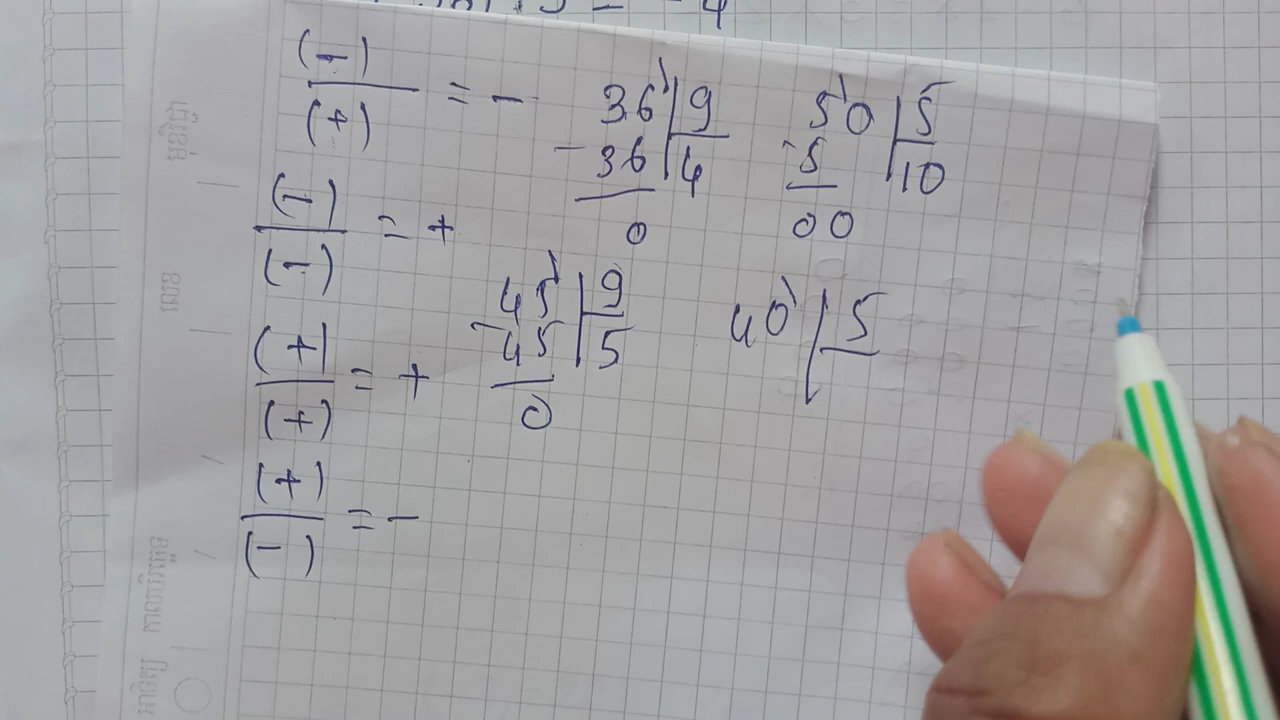 (-)
(+) = -
36 | 9
- 36 | 4
0
50 | 5
- 5 | 10
00
(-)
(-) = +
45 | 9
- 45 | 5
0
40 | 5
(+)
(+) = +
(+)
(-) = -